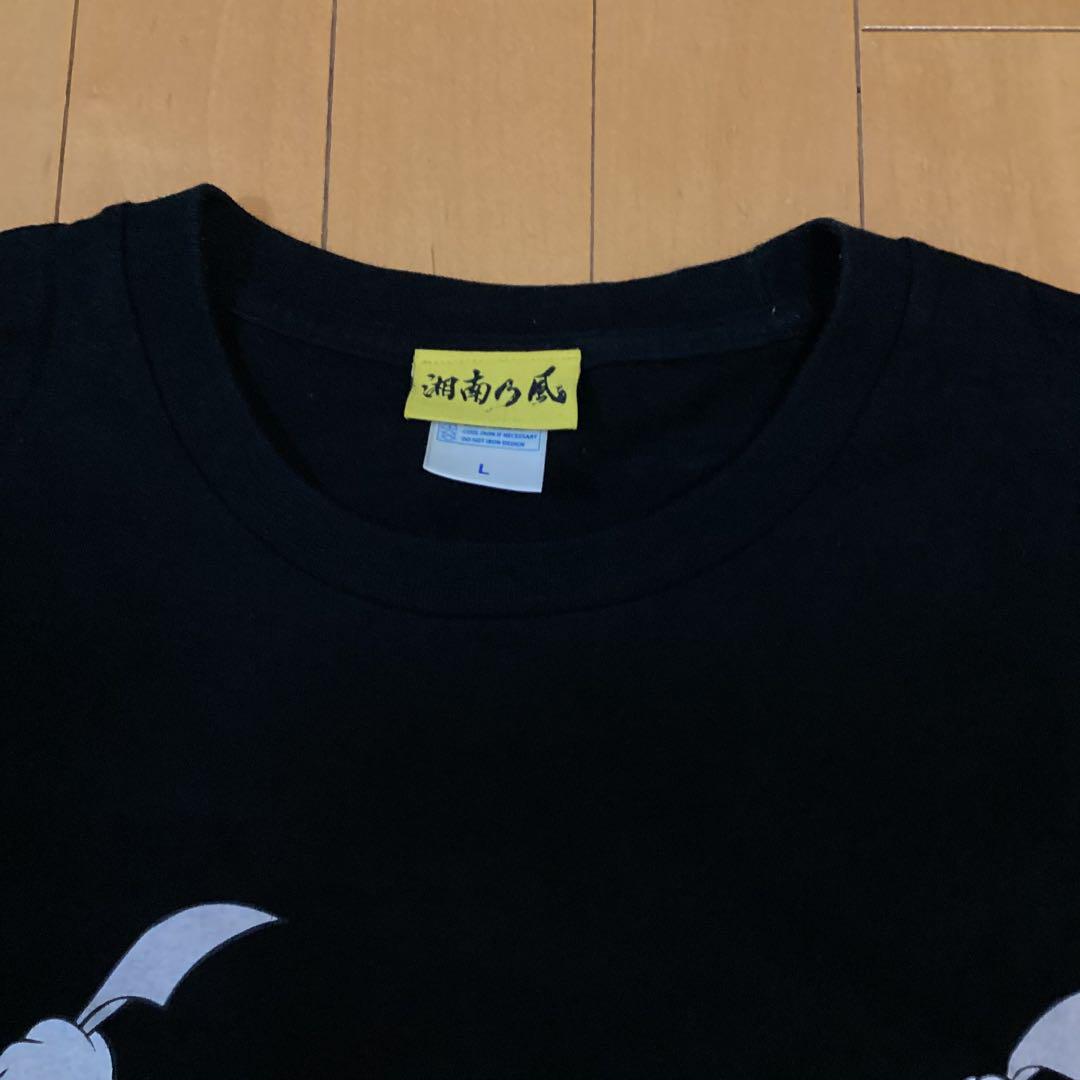 湘南乃風
COOL IRON IF NECESSARY
DO NOT IRON DESIGN
L